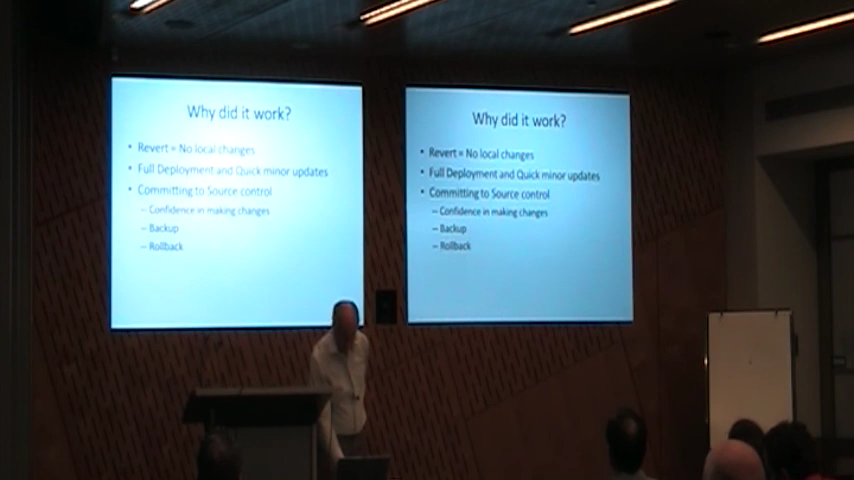 Why did it work?
• Revert = No local changes
• Full Deployment and Quick minor updates
• Committing to Source control
– Confidence in making changes
– Backup
– Rollback
Why did it work?
• Revert = No local changes
• Full Deployment and Quick minor updates
• Committing to Source control
– Confidence in making changes
– Backup
– Rollback